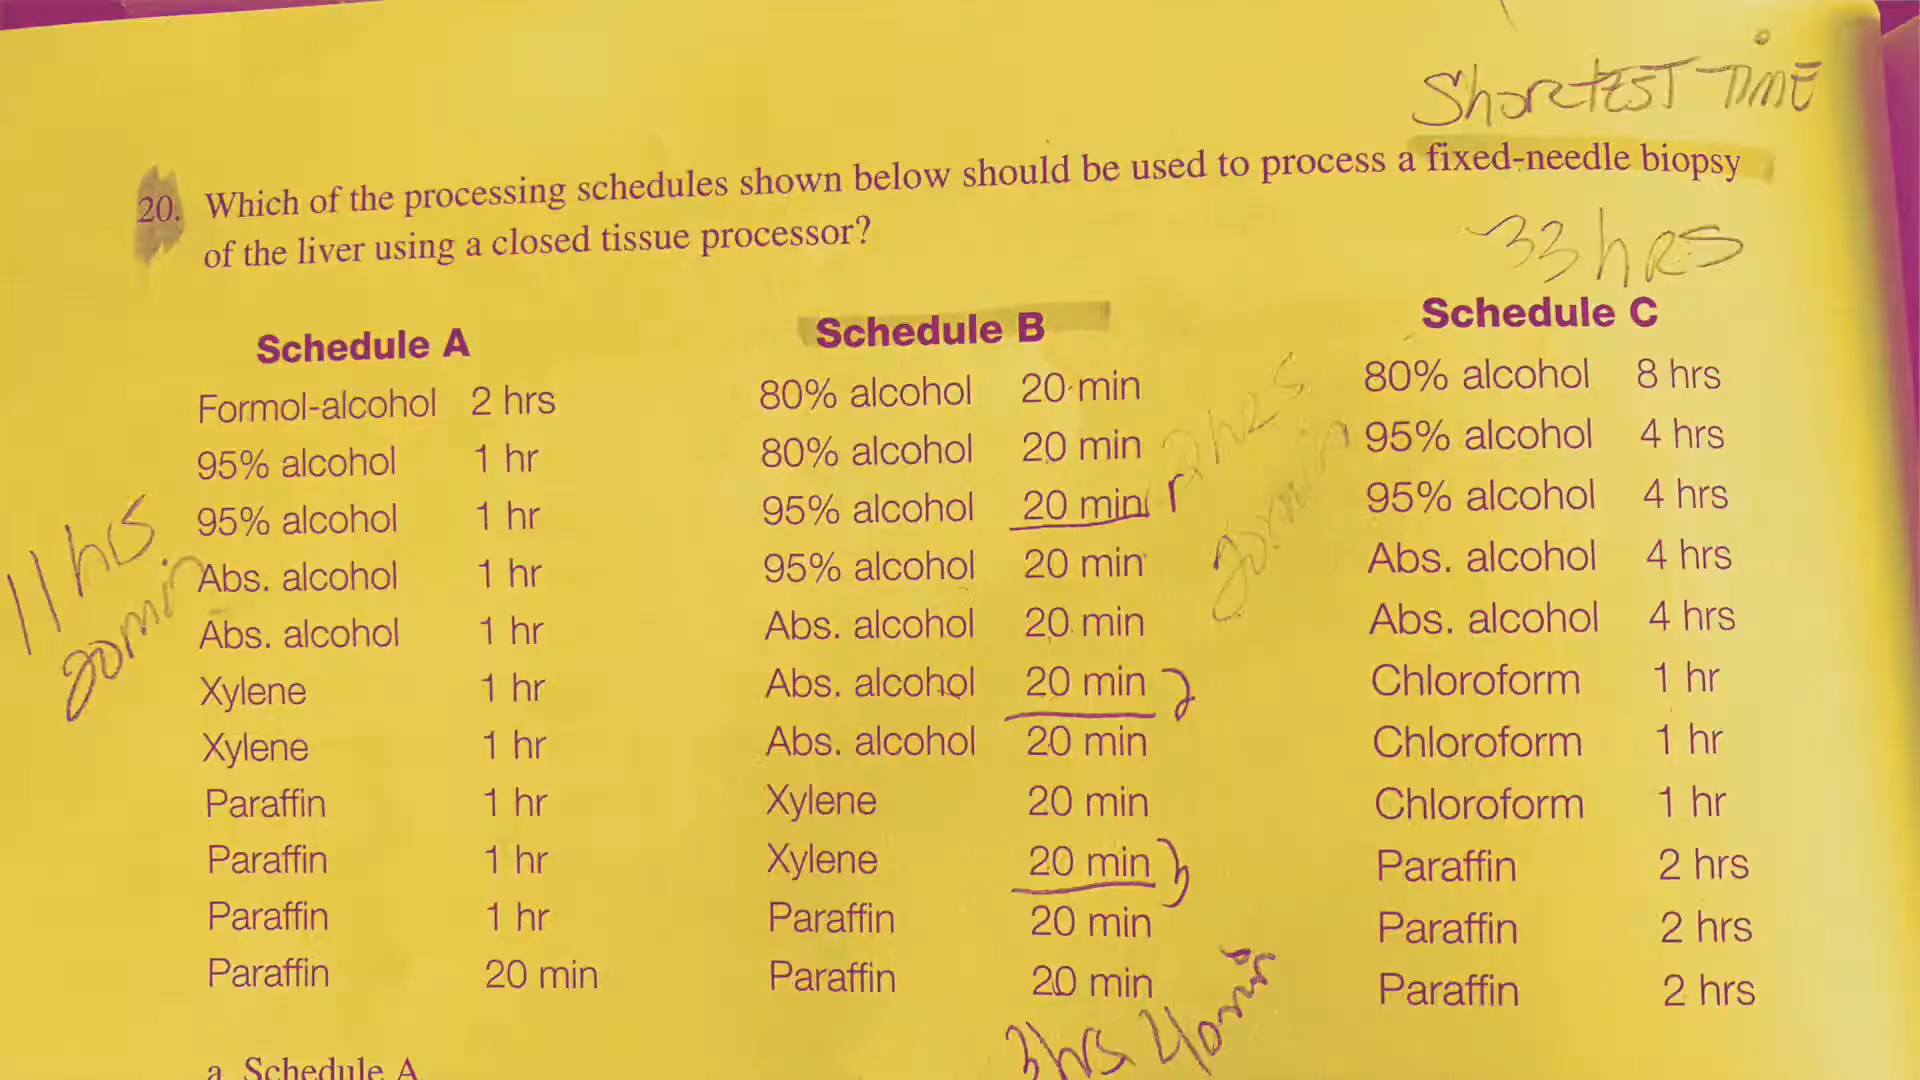 ShortEST TIME
20. Which of the processing schedules shown below should be used to process a fixed-needle biopsy
of the liver using a closed tissue processor?
33 hRS
Schedule A
Formol-alcohol 2 hrs
95% alcohol 1 hr
95% alcohol 1 hr
Abs. alcohol 1 hr
Abs. alcohol 1 hr
Xylene 1 hr
Xylene 1 hr
Paraffin 1 hr
Paraffin 1 hr
Paraffin 1 hr
Paraffin 20 min
11 hrs
20min
Schedule B
80% alcohol 20 min
80% alcohol 20 min
95% alcohol 20 min
95% alcohol 20 min
Abs. alcohol 20 min
Abs. alcohol 20 min
Abs. alcohol 20 min
Xylene 20 min
Xylene 20 min
Paraffin 20 min
Paraffin 20 min
1
2
3
2hrs
20min
3hrs 40min
Schedule C
80% alcohol 8 hrs
95% alcohol 4 hrs
95% alcohol 4 hrs
Abs. alcohol 4 hrs
Abs. alcohol 4 hrs
Chloroform 1 hr
Chloroform 1 hr
Chloroform 1 hr
Paraffin 2 hrs
Paraffin 2 hrs
Paraffin 2 hrs
a. Schedule A